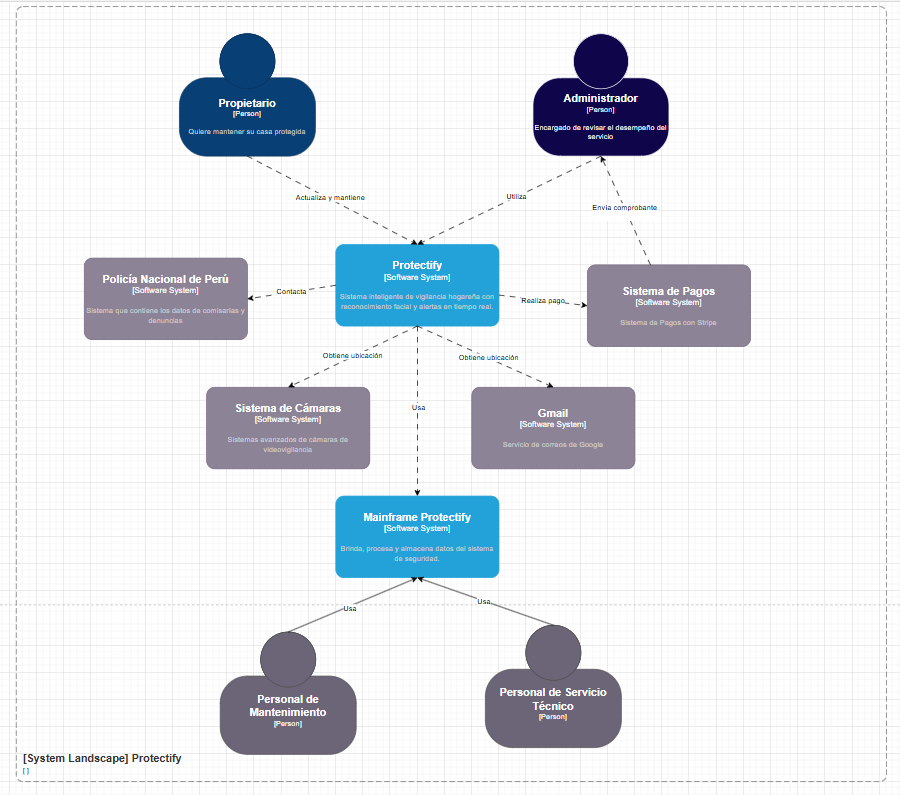 Propietario
[Person]
Quiere mantener su casa protegida
Administrador
[Person]
Encargado de revisar el desempeño del
servicio
Actualiza y mantiene
Utiliza
Envia comprobante
Policía Nacional de Perú
[Software System]
Sistema que contiene los datos de comisarias y
denuncias
Contacta
Protectify
[Software System]
Sistema inteligente de vigilancia hogareña con
reconocimiento facial y alertas en tiempo real.
Realiza pago
Sistema de Pagos
[Software System]
Sistema de Pagos con Stripe
Obtiene ubicación
Obtiene ubicación
Sistema de Cámaras
[Software System]
Sistemas avanzados de cámaras de
videovigilancia
Usa
Gmail
[Software System]
Servicio de correos de Google
Mainframe Protectify
[Software System]
Brinda, procesa y almacena datos del sistema
de seguridad.
Usa
Usa
Personal de
Mantenimiento
[Person]
Personal de Servicio
Técnico
[Person]
[System Landscape] Protectify
[ ]